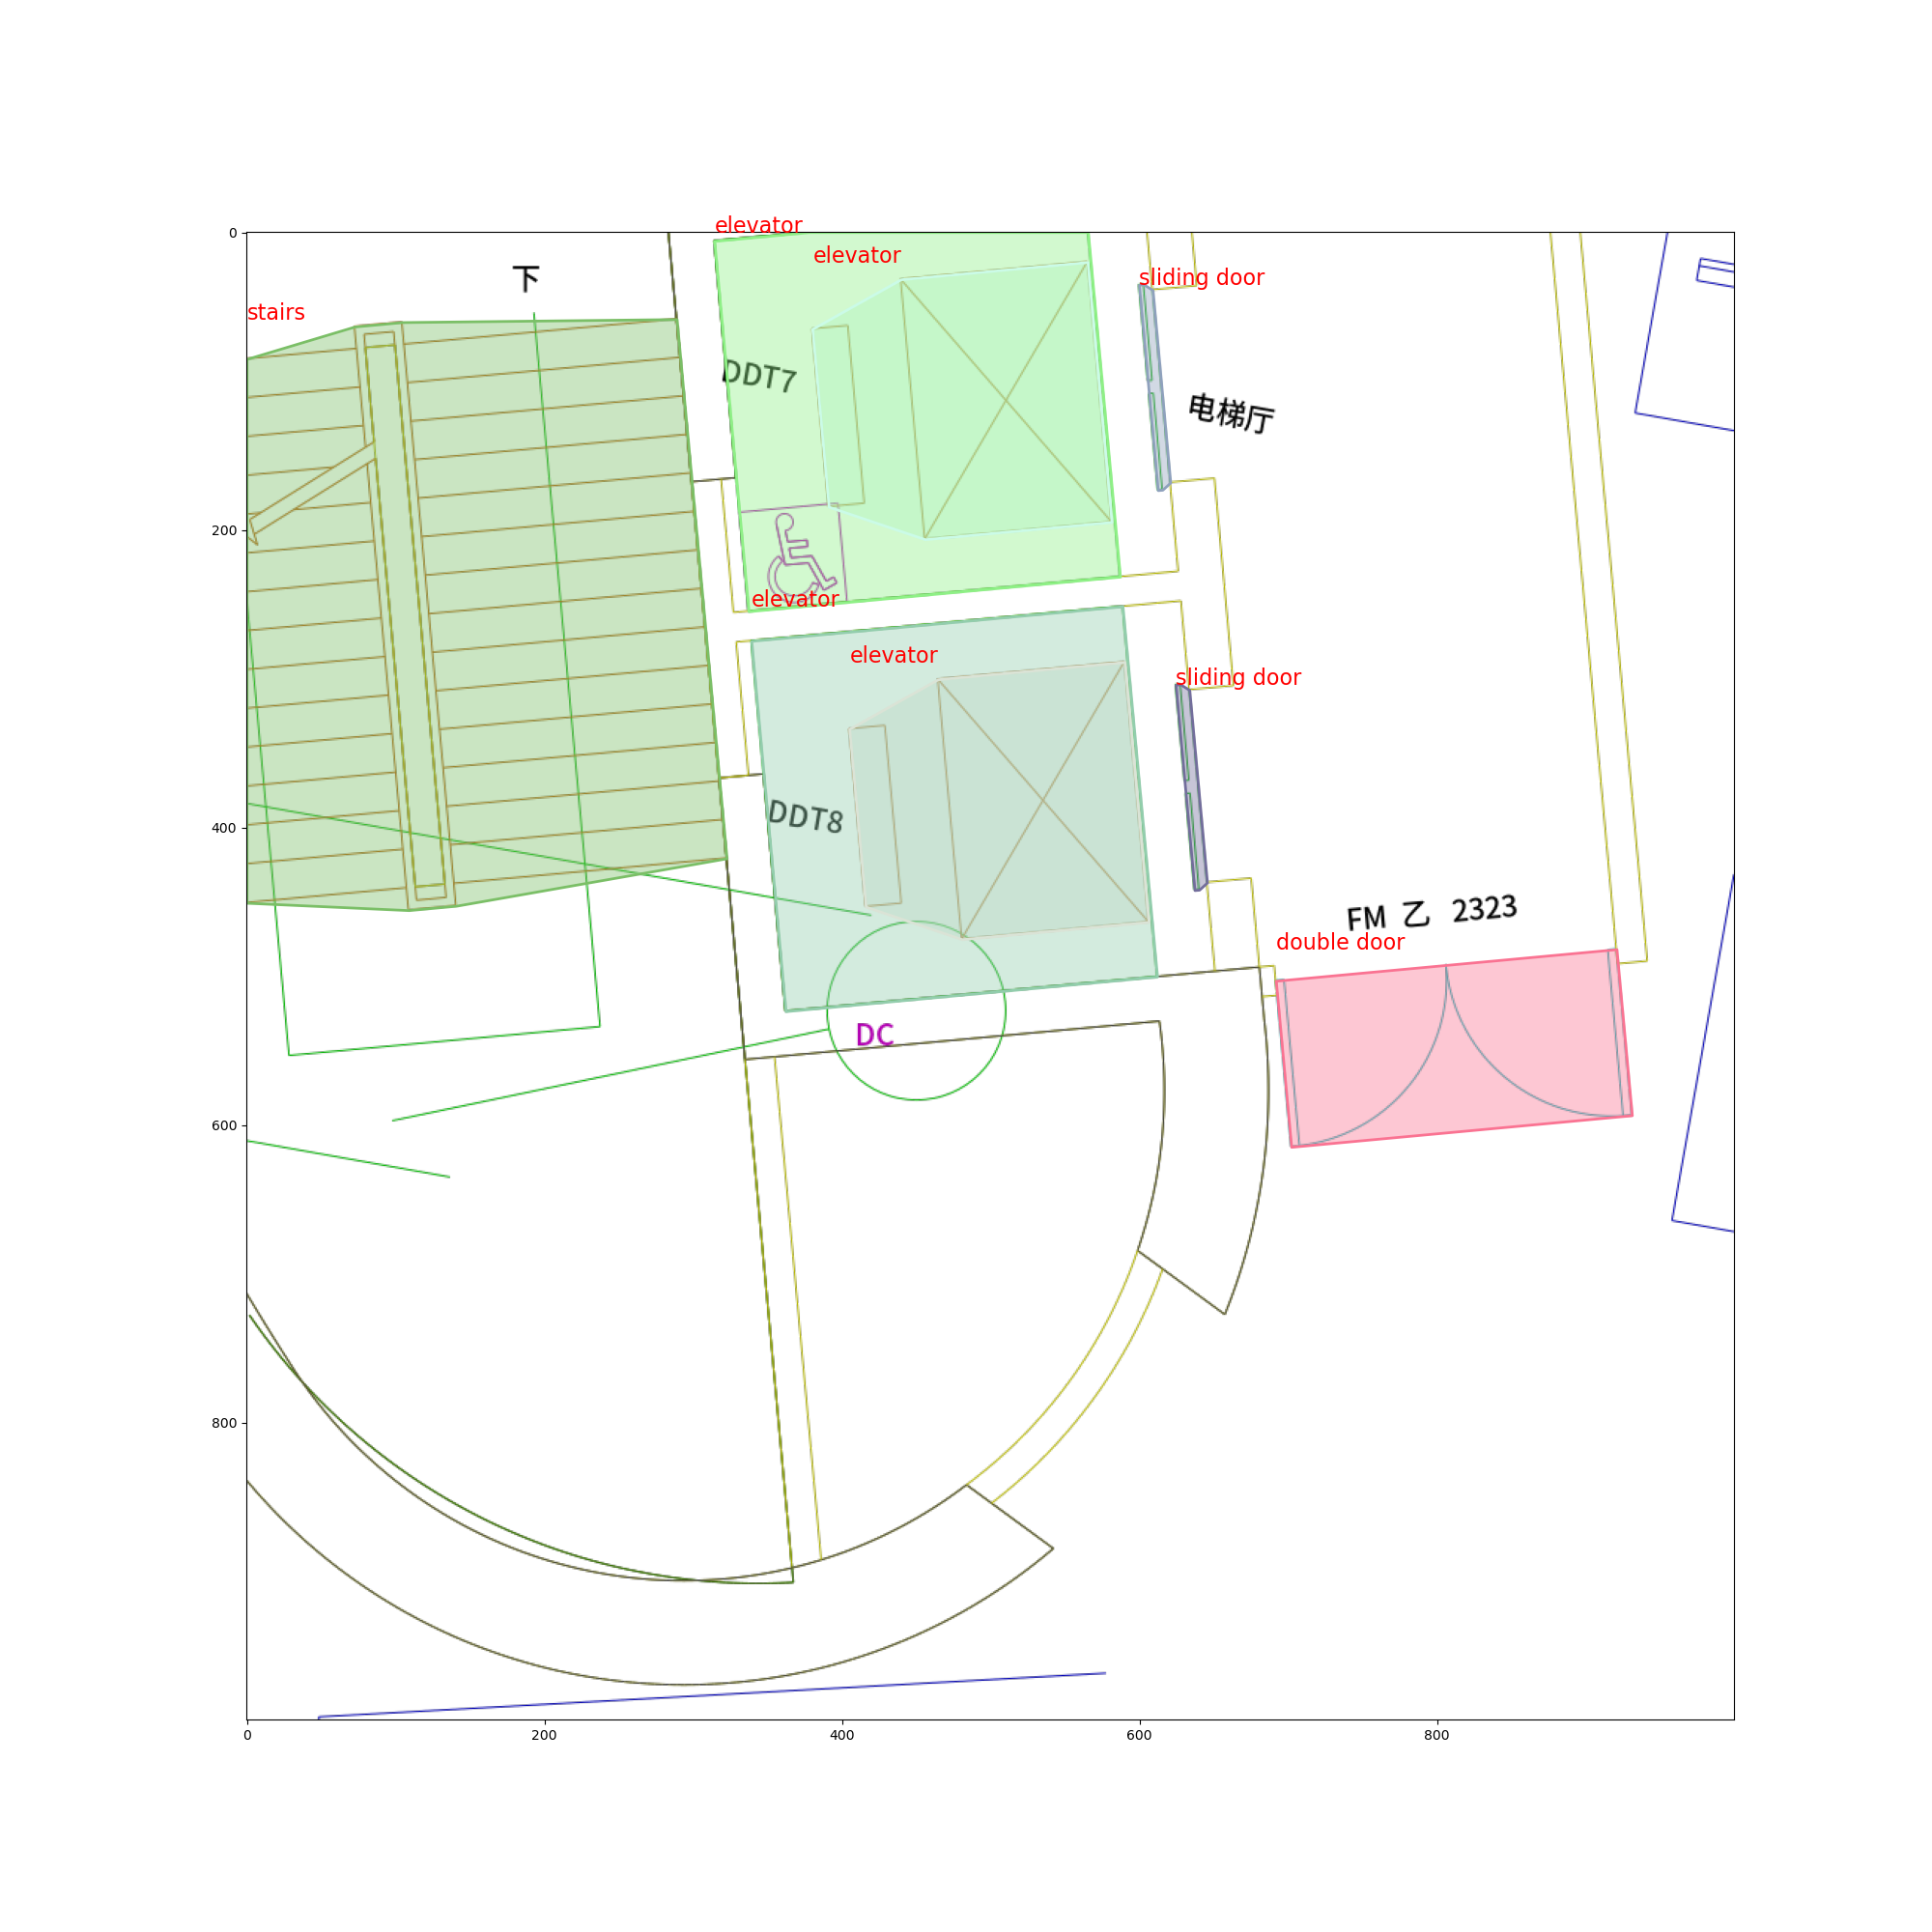 elevator
elevator
0
下
sliding door
stairs
DDT7
电梯厅
200
elevator
elevator
sliding door
DDT8
400
FM 乙 2323
double door
DC
600
800
0
200
400
600
800